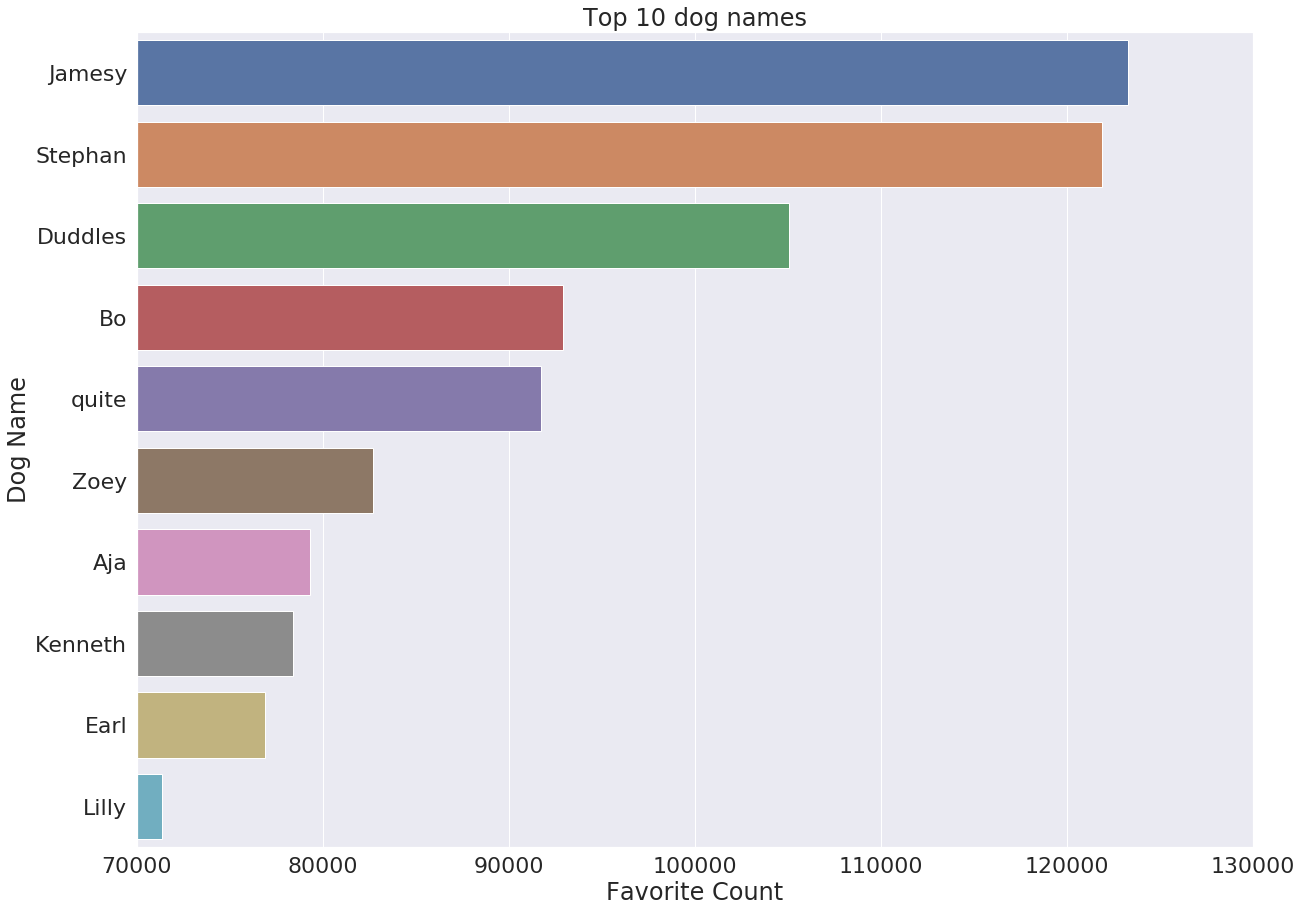 Top 10 dog names
Jamesy
Stephan
Duddles
Bo
quite
Zoey
Aja
Kenneth
Earl
Lilly
Dog Name
70000 80000 90000 100000 110000 120000 130000
Favorite Count